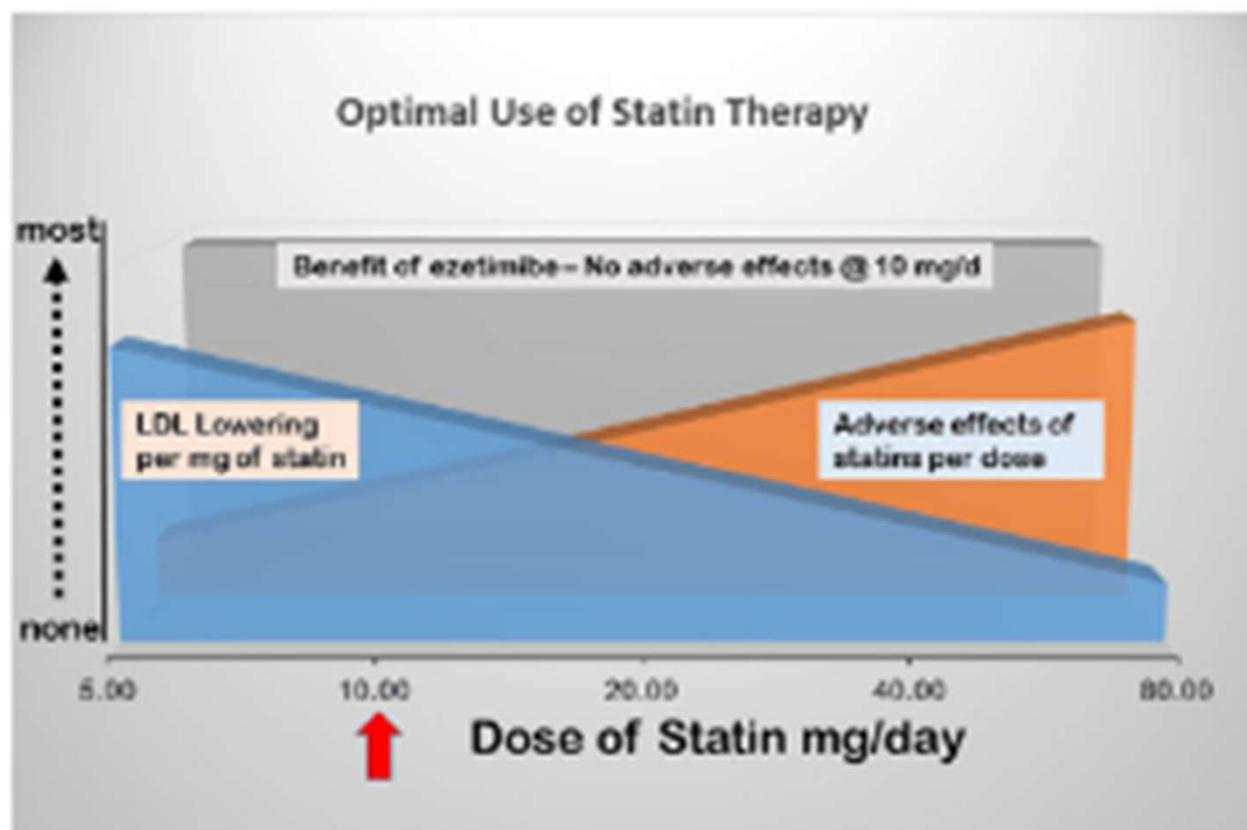 Optimal Use of Statin Therapy
most
Benefit of ezetimibe– No adverse effects @ 10 mg/d
LDL Lowering
per mg of statin
Adverse effects of
statins per dose
none
5.00 10.00 20.00 40.00 80.00
Dose of Statin mg/day